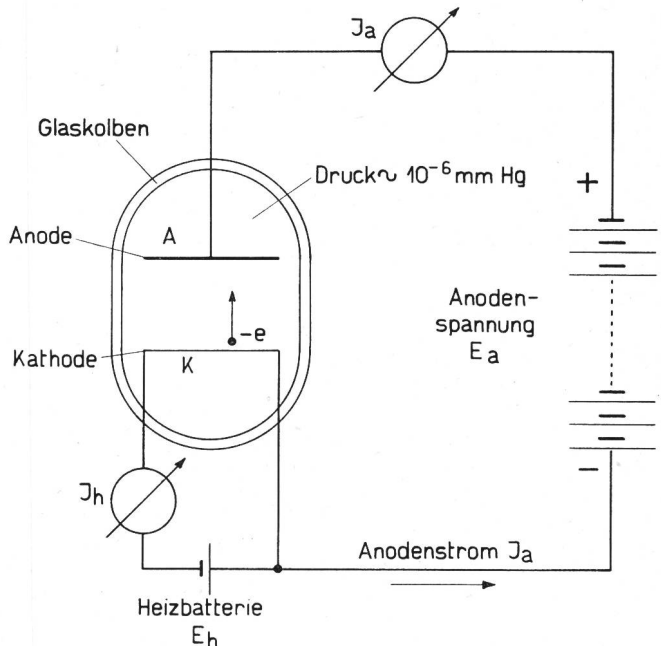 Ja
Glaskolben
Druck~ 10⁻⁶ mm Hg
+
Anode
A
Anoden-
spannung
Ea
-e
Kathode
K
Jh
−
Anodenstrom Ja
Heizbatterie
Eh